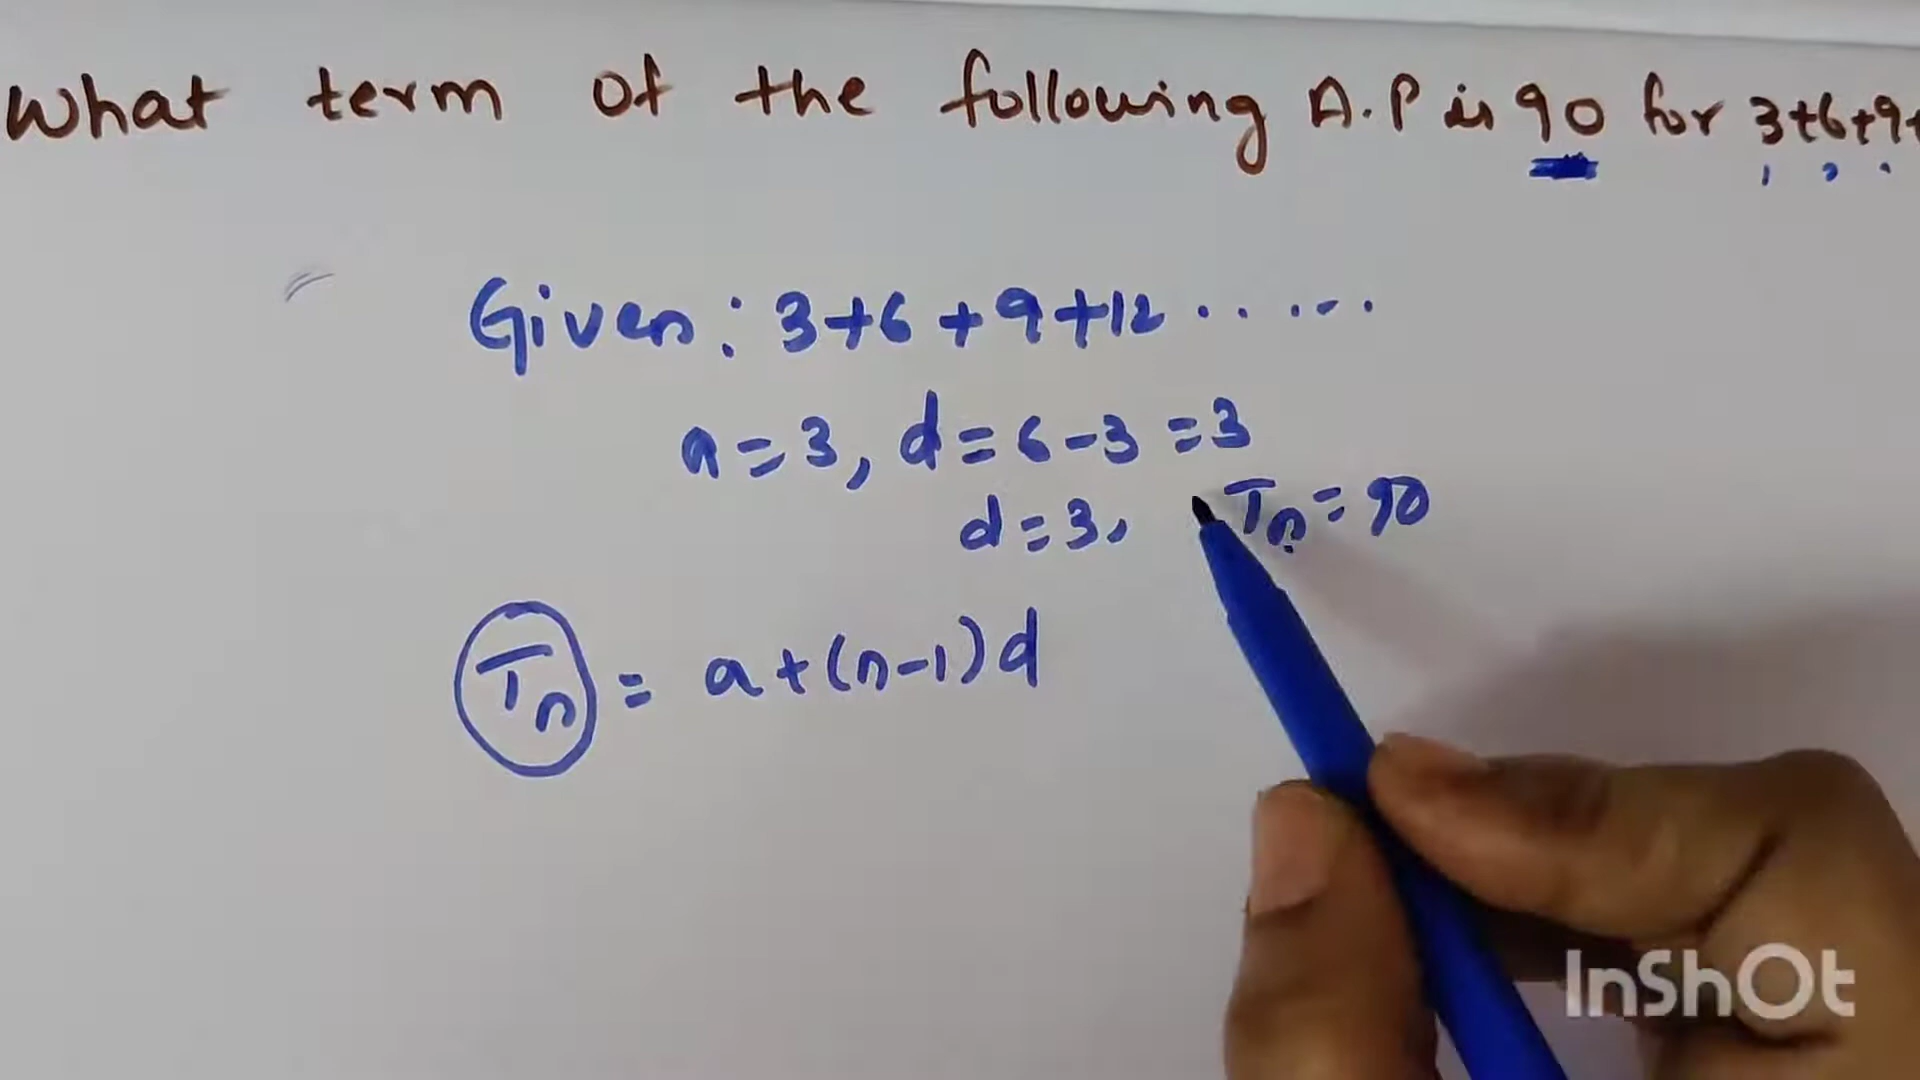 What term of the following A.P is 90 for 3+6+9+
Given: 3+6+9+12.....
a=3, d=6-3=3
d=3, Tn=90
Tn = a+(n-1)d
InShOt